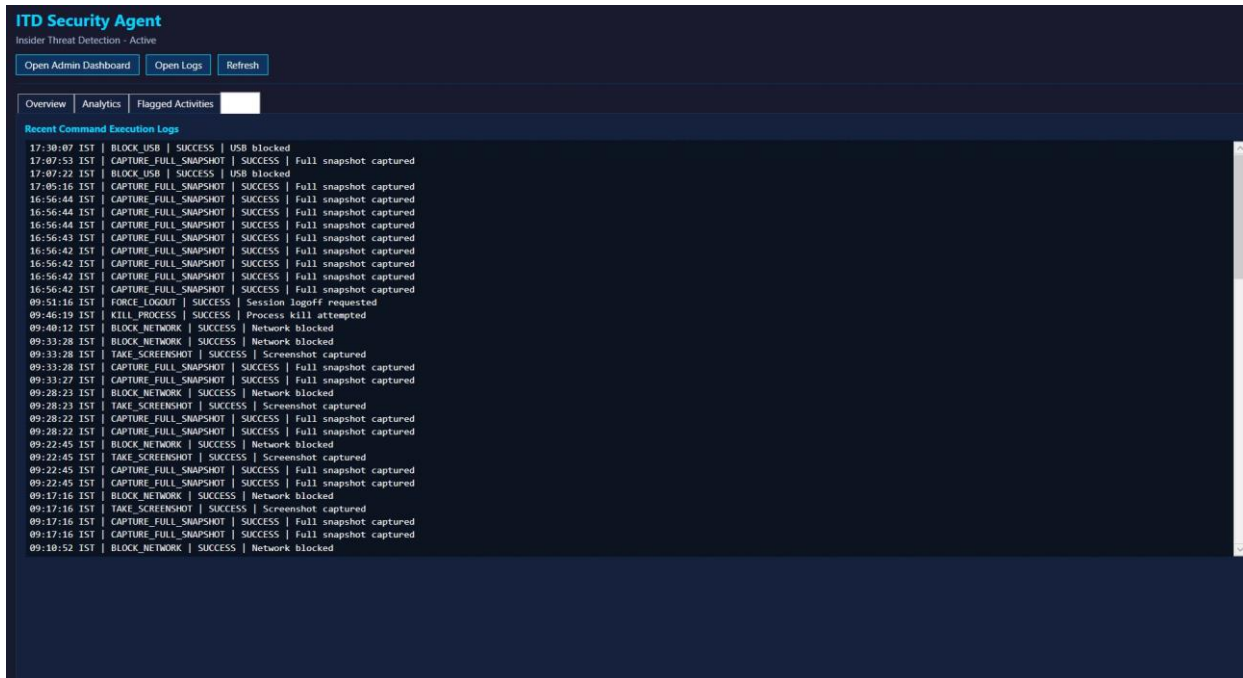 ITD Security Agent
Insider Threat Detection - Active
Open Admin Dashboard Open Logs Refresh
Overview Analytics Flagged Activities
Recent Command Execution Logs
17:30:07 IST | BLOCK_USB | SUCCESS | USB blocked
17:07:53 IST | CAPTURE_FULL_SNAPSHOT | SUCCESS | Full snapshot captured
17:07:22 IST | BLOCK_USB | SUCCESS | USB blocked
17:05:16 IST | CAPTURE_FULL_SNAPSHOT | SUCCESS | Full snapshot captured
16:56:44 IST | CAPTURE_FULL_SNAPSHOT | SUCCESS | Full snapshot captured
16:56:44 IST | CAPTURE_FULL_SNAPSHOT | SUCCESS | Full snapshot captured
16:56:44 IST | CAPTURE_FULL_SNAPSHOT | SUCCESS | Full snapshot captured
16:56:43 IST | CAPTURE_FULL_SNAPSHOT | SUCCESS | Full snapshot captured
16:56:42 IST | CAPTURE_FULL_SNAPSHOT | SUCCESS | Full snapshot captured
16:56:42 IST | CAPTURE_FULL_SNAPSHOT | SUCCESS | Full snapshot captured
16:56:42 IST | CAPTURE_FULL_SNAPSHOT | SUCCESS | Full snapshot captured
16:56:42 IST | CAPTURE_FULL_SNAPSHOT | SUCCESS | Full snapshot captured
09:51:16 IST | FORCE_LOGOUT | SUCCESS | Session logoff requested
09:46:19 IST | KILL_PROCESS | SUCCESS | Process kill attempted
09:40:12 IST | BLOCK_NETWORK | SUCCESS | Network blocked
09:33:28 IST | BLOCK_NETWORK | SUCCESS | Network blocked
09:33:28 IST | TAKE_SCREENSHOT | SUCCESS | Screenshot captured
09:33:28 IST | CAPTURE_FULL_SNAPSHOT | SUCCESS | Full snapshot captured
09:33:27 IST | CAPTURE_FULL_SNAPSHOT | SUCCESS | Full snapshot captured
09:28:23 IST | BLOCK_NETWORK | SUCCESS | Network blocked
09:28:23 IST | TAKE_SCREENSHOT | SUCCESS | Screenshot captured
09:28:22 IST | CAPTURE_FULL_SNAPSHOT | SUCCESS | Full snapshot captured
09:28:22 IST | CAPTURE_FULL_SNAPSHOT | SUCCESS | Full snapshot captured
09:22:45 IST | BLOCK_NETWORK | SUCCESS | Network blocked
09:22:45 IST | TAKE_SCREENSHOT | SUCCESS | Screenshot captured
09:22:45 IST | CAPTURE_FULL_SNAPSHOT | SUCCESS | Full snapshot captured
09:22:45 IST | CAPTURE_FULL_SNAPSHOT | SUCCESS | Full snapshot captured
09:17:16 IST | BLOCK_NETWORK | SUCCESS | Network blocked
09:17:16 IST | TAKE_SCREENSHOT | SUCCESS | Screenshot captured
09:17:16 IST | CAPTURE_FULL_SNAPSHOT | SUCCESS | Full snapshot captured
09:17:16 IST | CAPTURE_FULL_SNAPSHOT | SUCCESS | Full snapshot captured
09:10:52 IST | BLOCK_NETWORK | SUCCESS | Network blocked